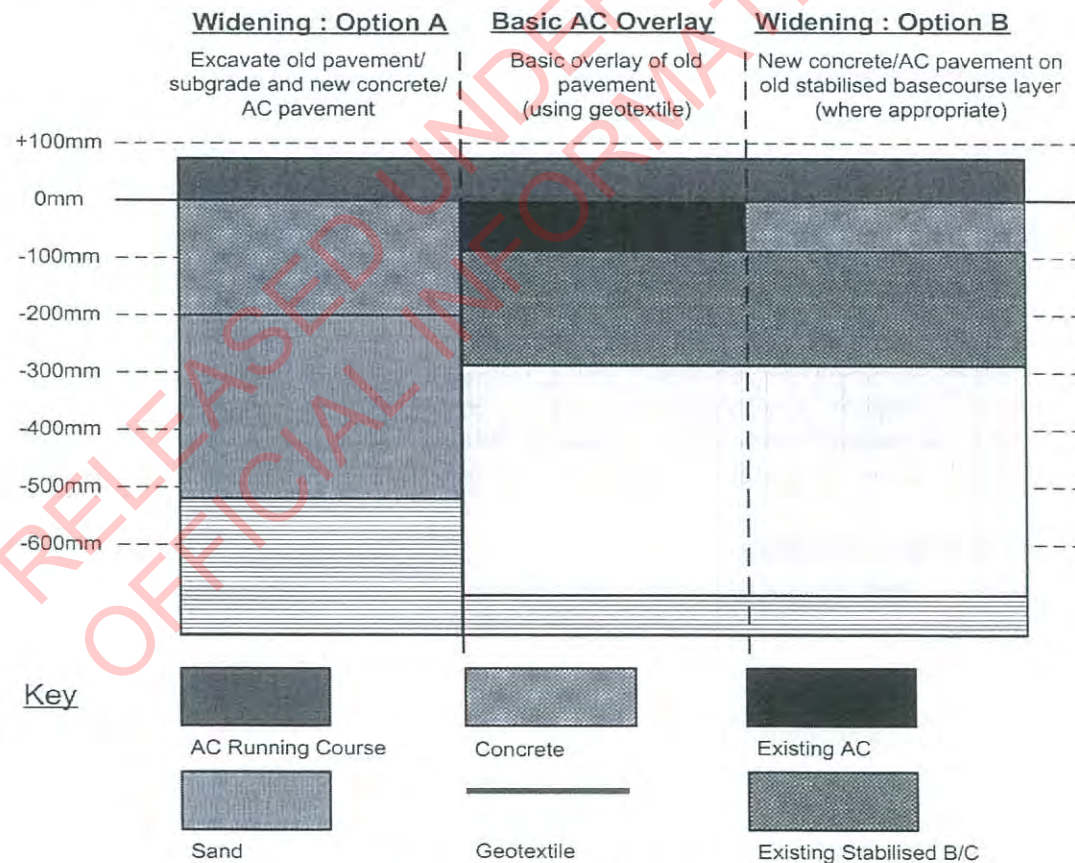 Widening : Option A
Excavate old pavement/
subgrade and new concrete/
AC pavement
Basic AC Overlay
Basic overlay of old
pavement
(using geotextile)
Widening : Option B
New concrete/AC pavement on
old stabilised basecourse layer
(where appropriate)
+100mm
0mm
-100mm
-200mm
-300mm
-400mm
-500mm
-600mm
Key
AC Running Course
Concrete
Existing AC
Sand
Geotextile
Existing Stabilised B/C
RELEASED UNDER
OFFICIAL INFORMAT